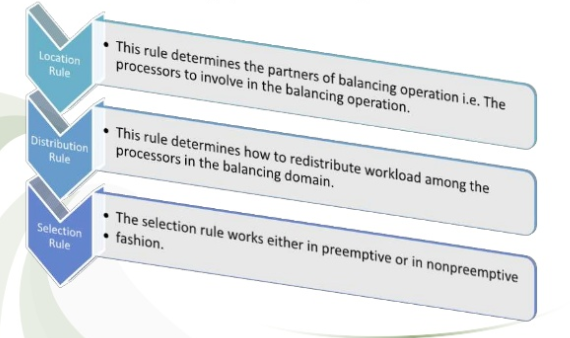 Location
Rule
• This rule determines the partners of balancing operation i.e. The
processors to involve in the balancing operation.
Distribution
Rule
• This rule determines how to redistribute workload among the
processors in the balancing domain.
Selection
Rule
• The selection rule works either in preemptive or in nonpreemptive
• fashion.